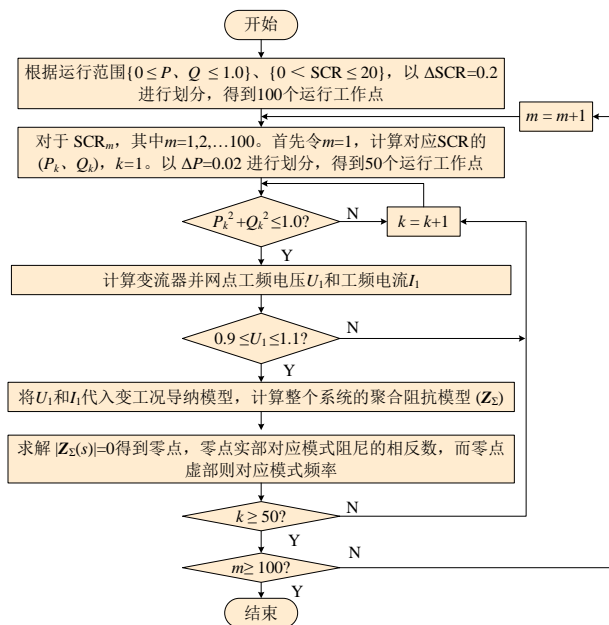 开始
根据运行范围{0 ≤ P、Q ≤ 1.0}、{0 < SCR ≤ 20}，以 ΔSCR=0.2
进行划分，得到100个运行工作点
m = m+1
对于 SCRₘ，其中m=1,2,…100。首先令m=1，计算对应SCR的
(Pₖ、Qₖ)，k=1。以 ΔP=0.02 进行划分，得到50个运行工作点
Pₖ²+Qₖ²≤1.0?
N
k = k+1
Y
计算变流器并网点工频电压U₁和工频电流I₁
0.9 ≤U₁≤1.1?
N
Y
将U₁和I₁代入变工况导纳模型，计算整个系统的聚合阻抗模型 (Z_Σ)
求解 |Z_Σ(s)|=0得到零点，零点实部对应模式阻尼的相反数，而零点
虚部则对应模式频率
k ≥ 50?
N
Y
m≥ 100?
N
Y
结束